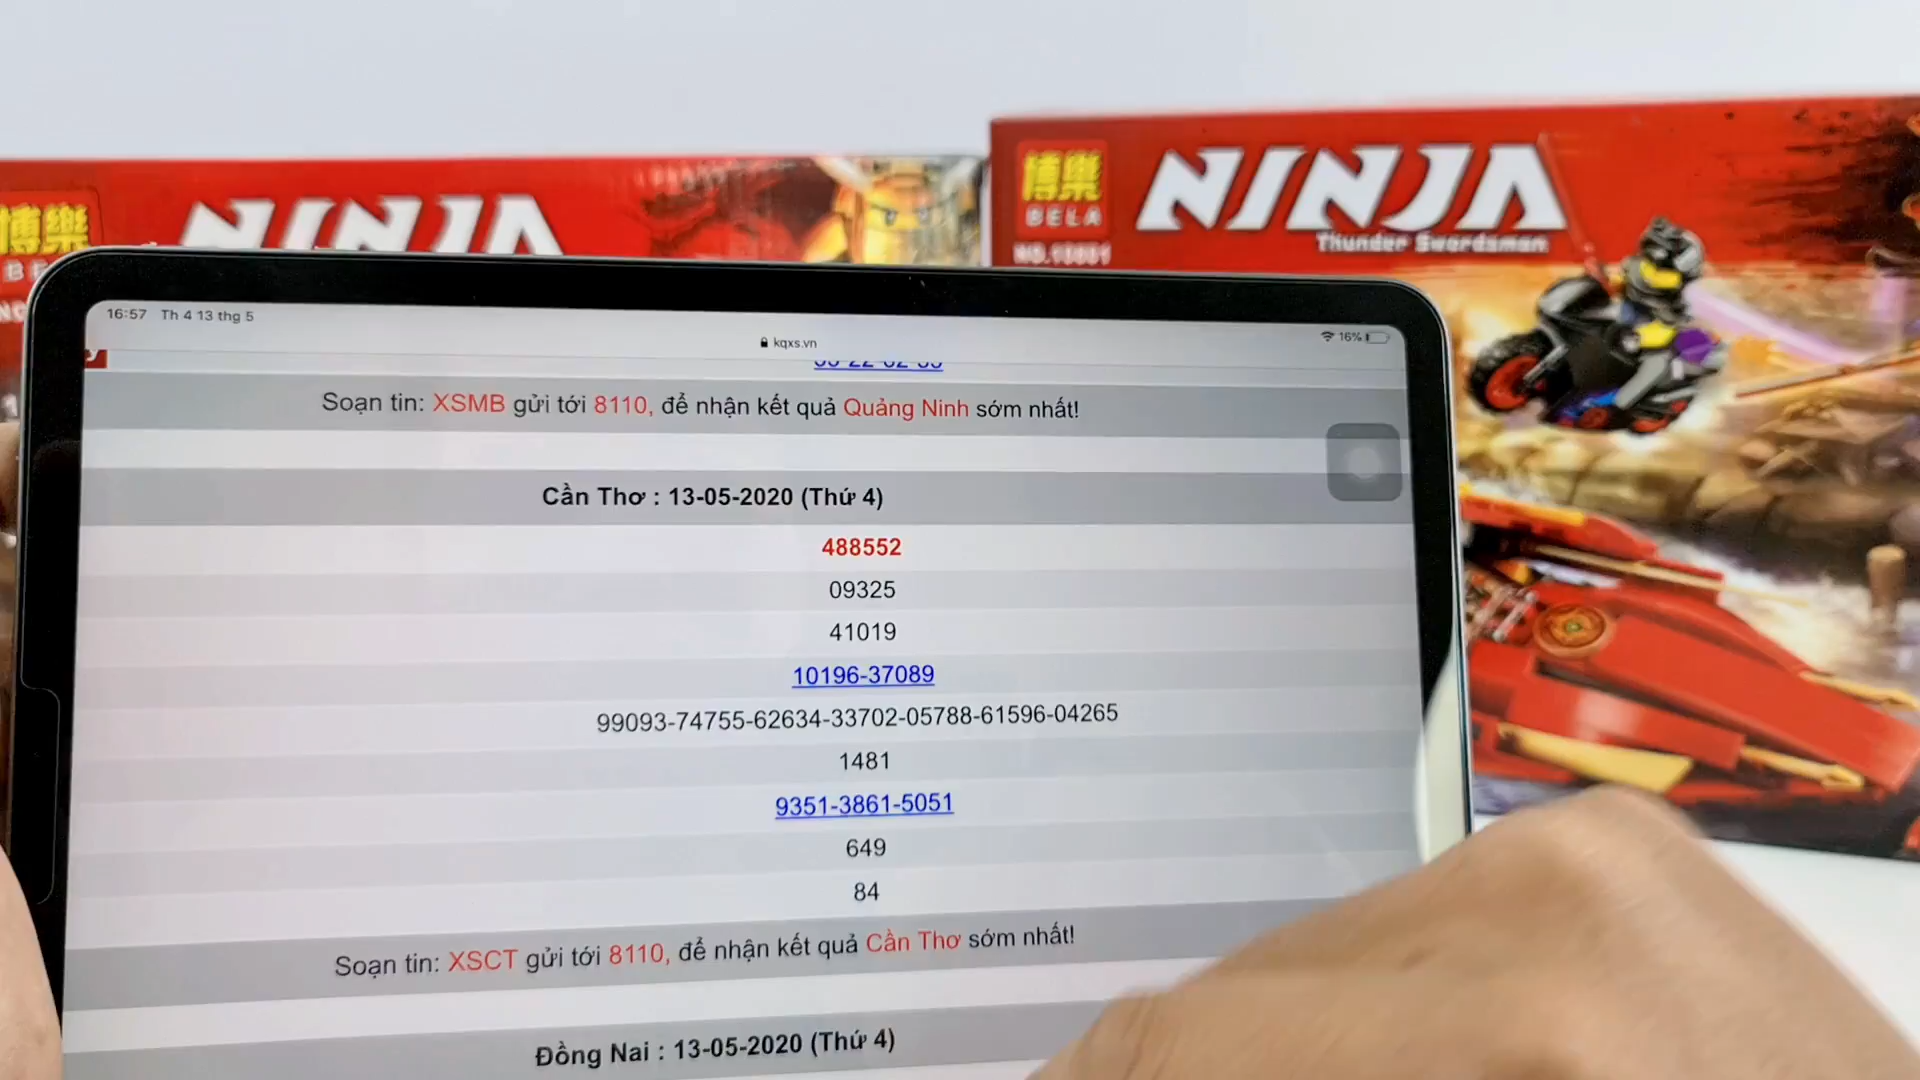 博樂
NINJA
博樂
BELA
NINJA
Thunder Swordsman
16:57 Th 4 13 thg 5
kqxs.vn
16%
Soạn tin: XSMB gửi tới 8110, để nhận kết quả Quảng Ninh sớm nhất!
Cần Thơ : 13-05-2020 (Thứ 4)
488552
09325
41019
10196-37089
99093-74755-62634-33702-05788-61596-04265
1481
9351-3861-5051
649
84
Soạn tin: XSCT gửi tới 8110, để nhận kết quả Cần Thơ sớm nhất!
Đồng Nai : 13-05-2020 (Thứ 4)